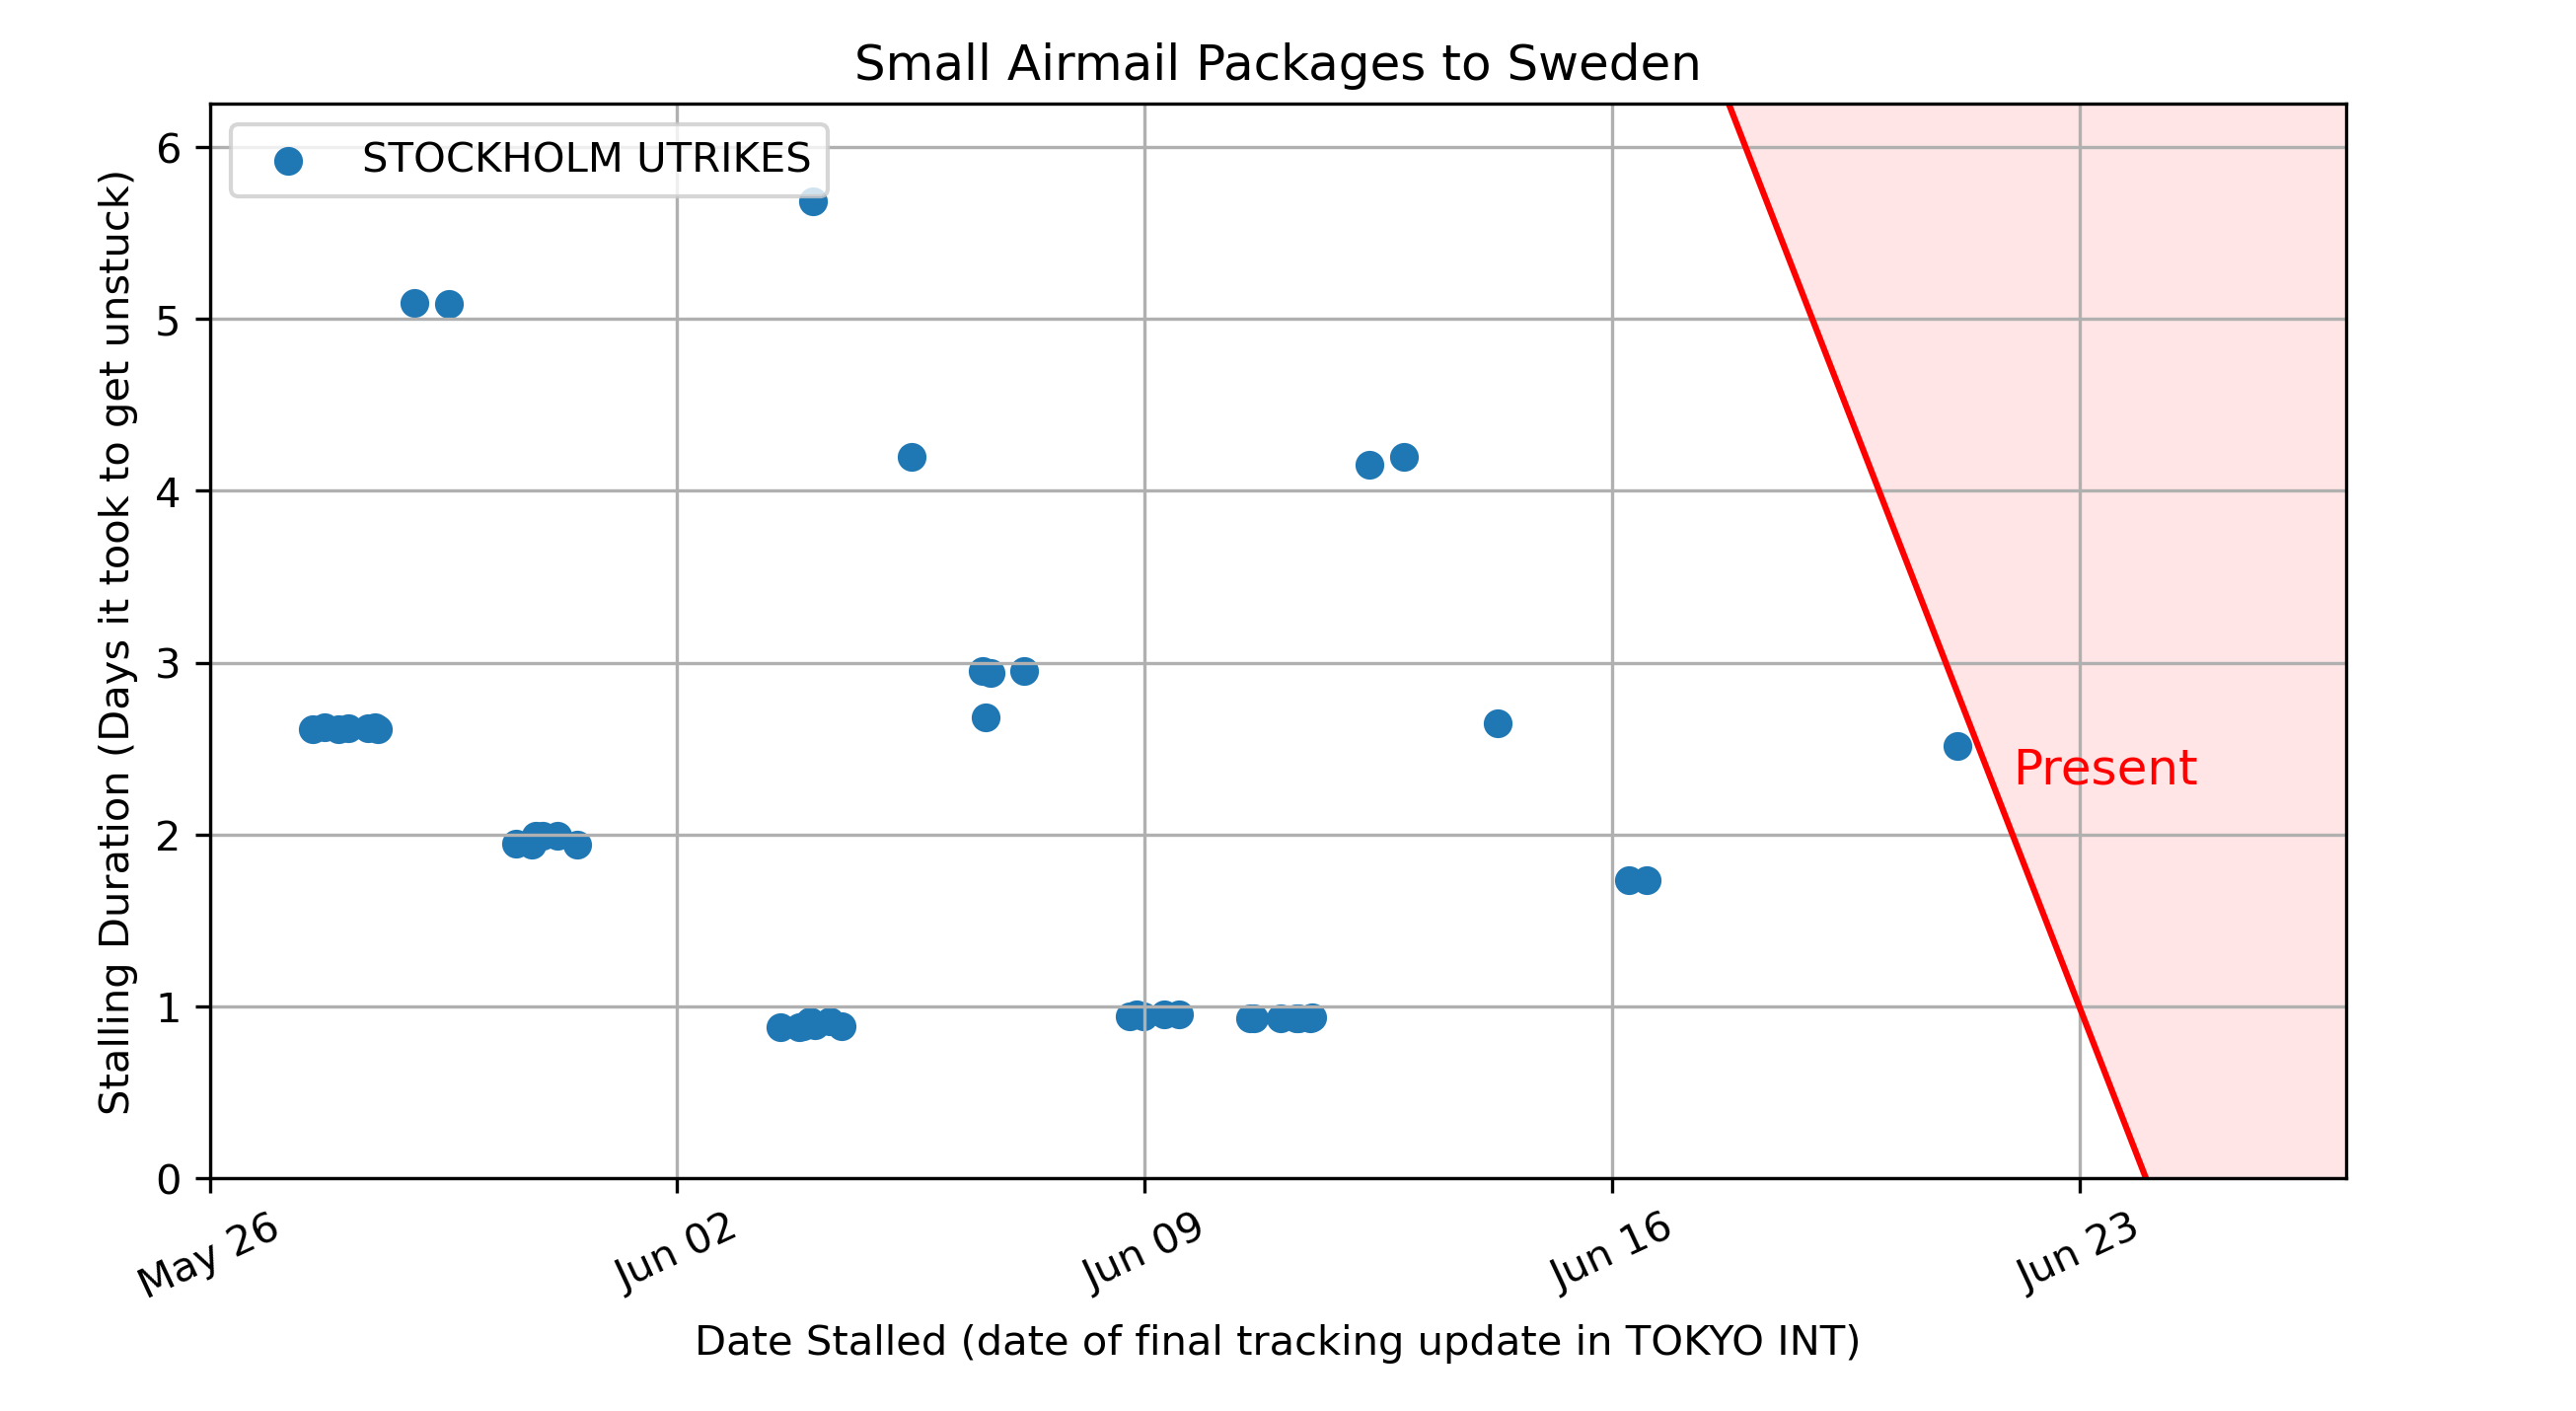 Small Airmail Packages to Sweden
STOCKHOLM UTRIKES
Stalling Duration (Days it took to get unstuck)
6
5
4
3
2
1
0
Present
May 26
Jun 02
Jun 09
Jun 16
Jun 23
Date Stalled (date of final tracking update in TOKYO INT)